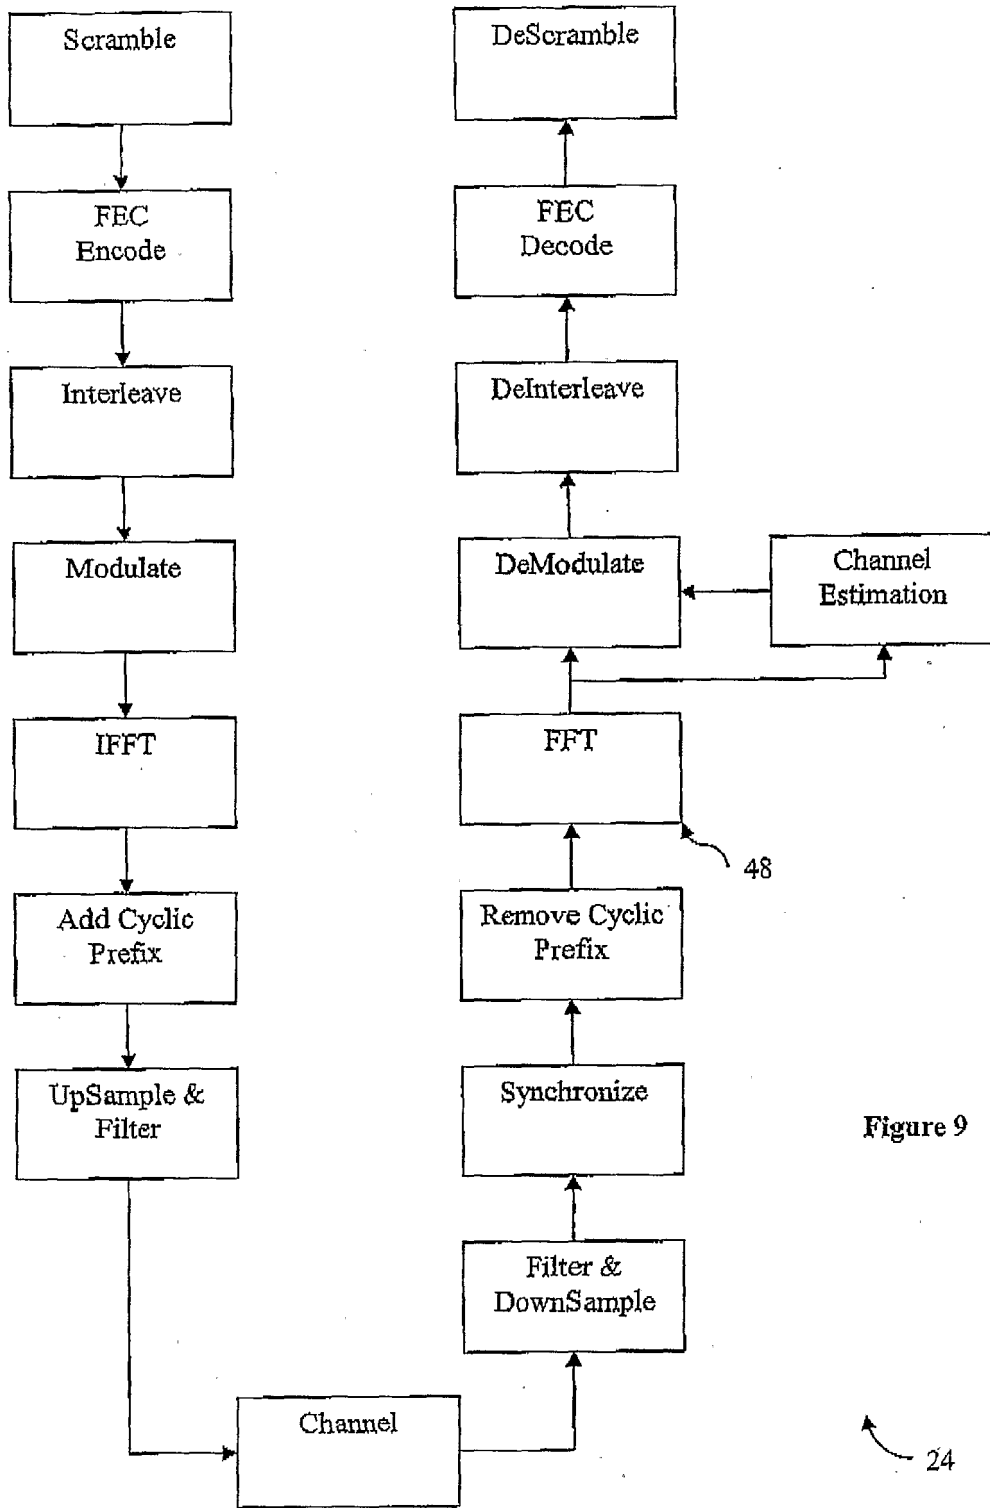 Scramble
FEC
Encode
Interleave
Modulate
IFFT
Add Cyclic
Prefix
UpSample &
Filter
Channel
Filter &
DownSample
Synchronize
Remove Cyclic
Prefix
FFT
48
Channel
Estimation
DeModulate
DeInterleave
FEC
Decode
DeScramble
Figure 9
24